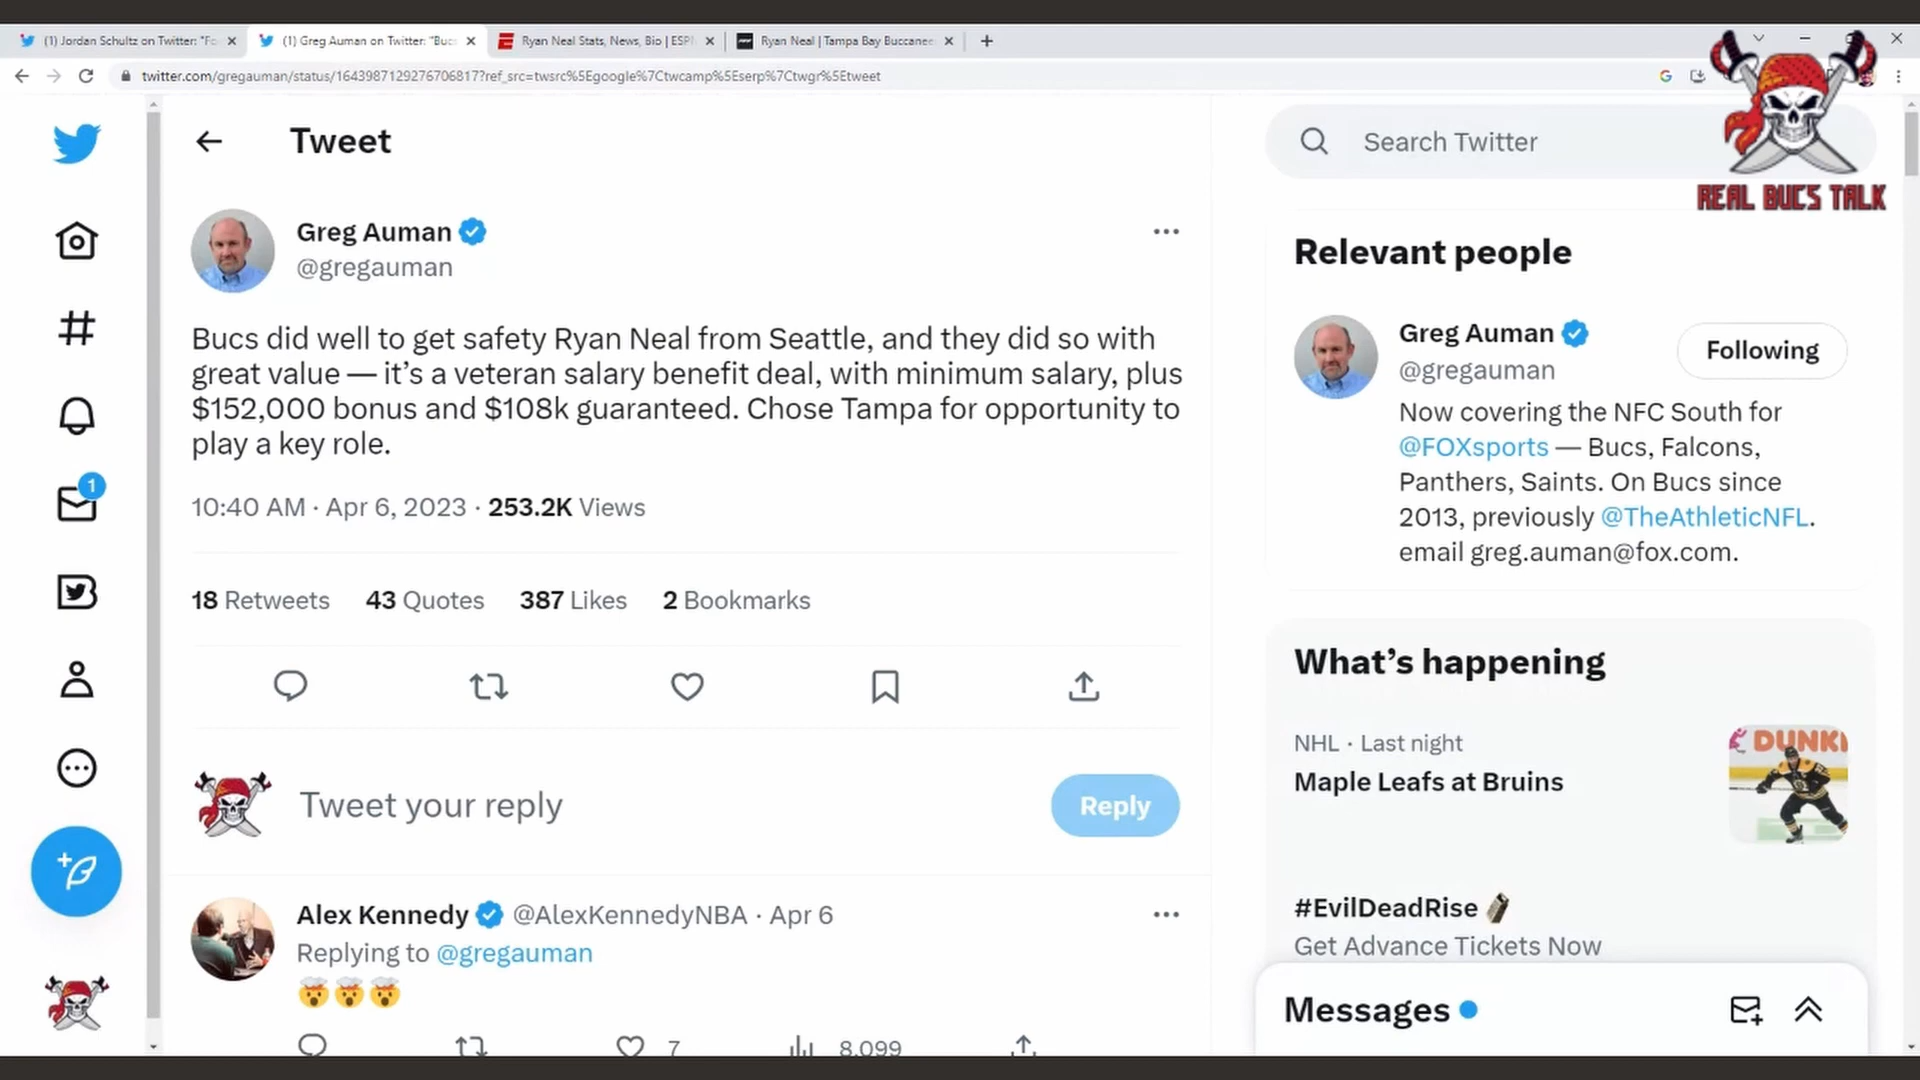 (1) Jordan Schultz on Twitter: "Fo
(1) Greg Auman on Twitter: "Bucs
Ryan Neal Stats, News, Bio | ESPN
Ryan Neal | Tampa Bay Buccanee
twitter.com/gregauman/status/1643987129276706817?ref_src=twsrc%5Egoogle%7Ctwcamp%5Eserp%7Ctwgr%5Etweet
REAL BUCS TALK
Tweet
Greg Auman
@gregauman
Bucs did well to get safety Ryan Neal from Seattle, and they did so with
great value — it’s a veteran salary benefit deal, with minimum salary, plus
$152,000 bonus and $108k guaranteed. Chose Tampa for opportunity to
play a key role.
10:40 AM · Apr 6, 2023 · 253.2K Views
18 Retweets 43 Quotes 387 Likes 2 Bookmarks
Tweet your reply
Reply
Alex Kennedy @AlexKennedyNBA · Apr 6
Replying to @gregauman
7 8,099
1
Search Twitter
Relevant people
Greg Auman
@gregauman
Following
Now covering the NFC South for
@FOXsports — Bucs, Falcons,
Panthers, Saints. On Bucs since
2013, previously @TheAthleticNFL.
email greg.auman@fox.com.
What’s happening
NHL · Last night
Maple Leafs at Bruins
DUNKI
#EvilDeadRise
Get Advance Tickets Now
Messages